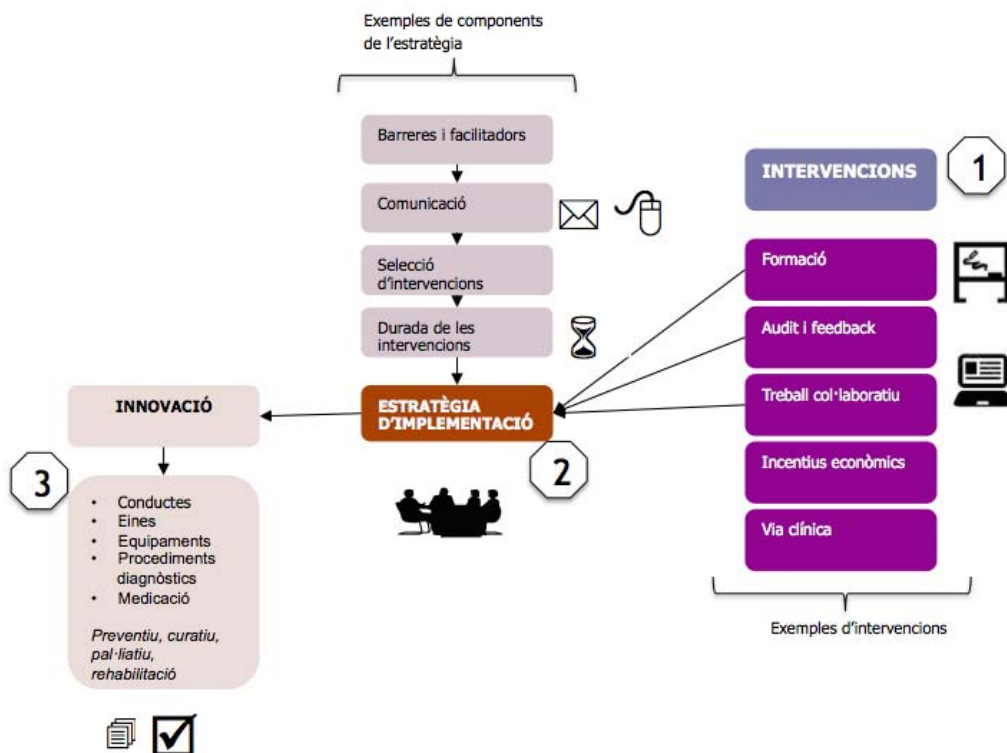 Exemples de components
de l'estratègia
Barreres i facilitadors
Comunicació
Selecció
d'intervencions
Durada de les
intervencions
ESTRATÈGIA
D'IMPLEMENTACIÓ
2
INTERVENCIONS
1
Formació
Audit i feedback
Treball col·laboratiu
Incentius econòmics
Via clínica
Exemples d'intervencions
INNOVACIÓ
3
• Conductes
• Eines
• Equipaments
• Procediments
diagnòstics
• Medicació
Preventiu, curatiu,
pal·liatiu,
rehabilitació